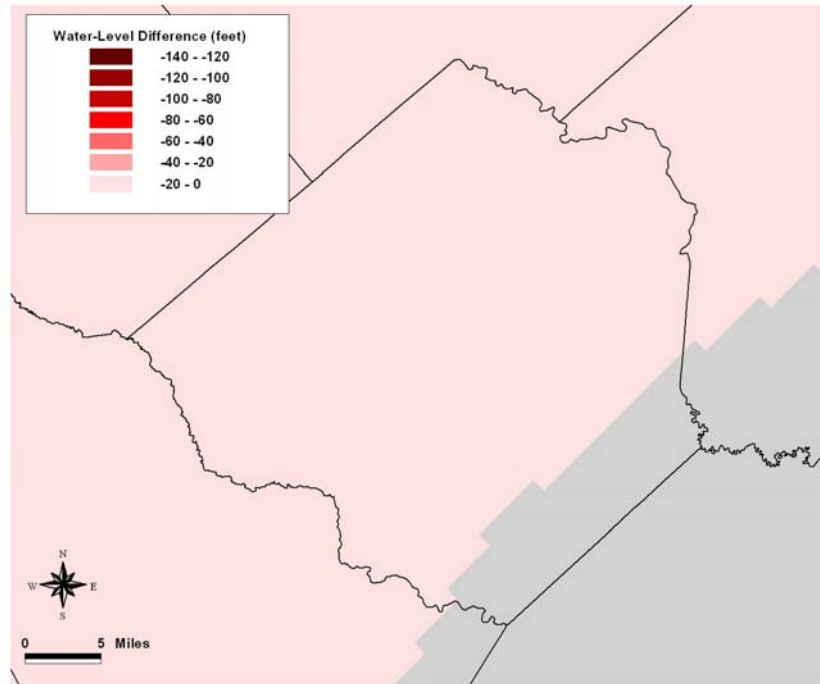 Water-Level Difference (feet)
-140 - -120
-120 - -100
-100 - -80
-80 - -60
-60 - -40
-40 - -20
-20 - 0
N
W E
S
0 5 Miles